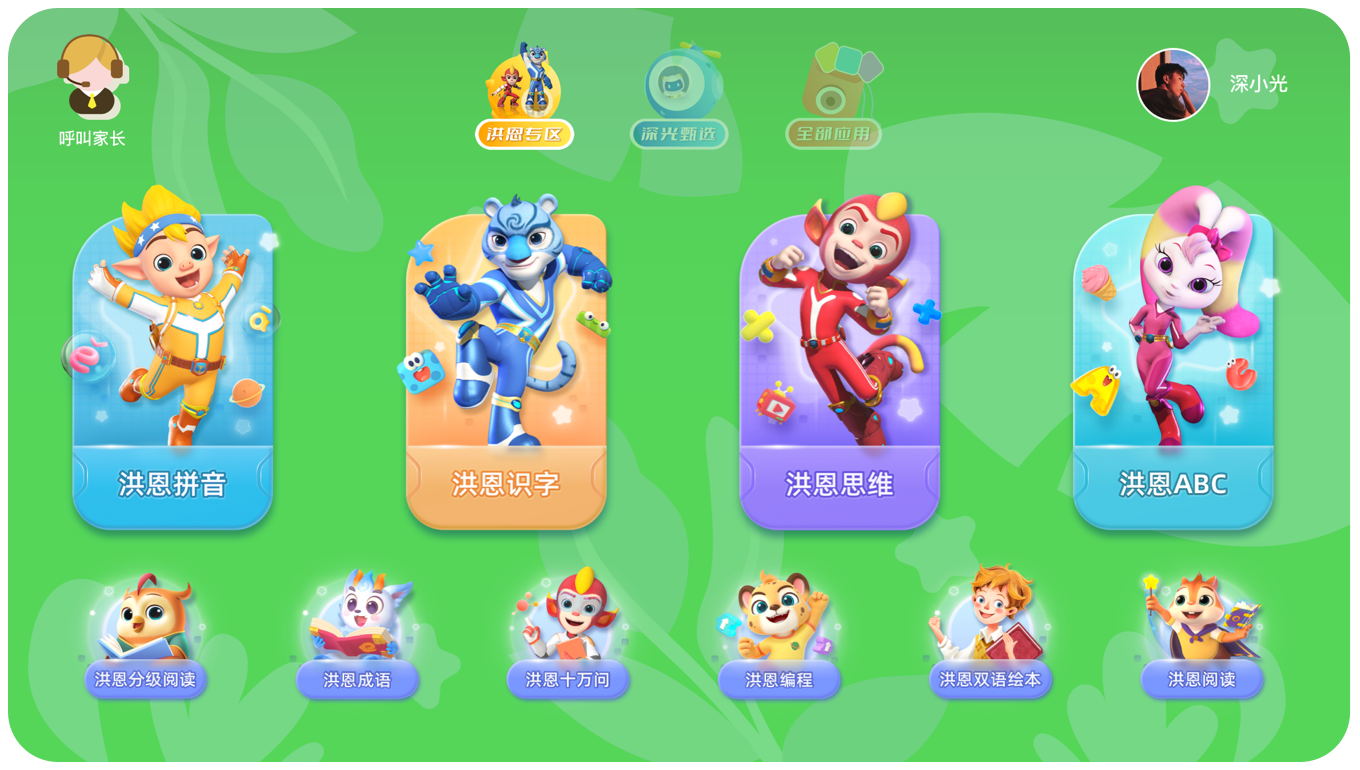 呼叫家长
洪恩专区
深光甄选
全部应用
深小光
洪恩拼音
洪恩识字
洪恩思维
洪恩ABC
洪恩分级阅读
洪恩成语
洪恩十万问
洪恩编程
洪恩双语绘本
洪恩阅读